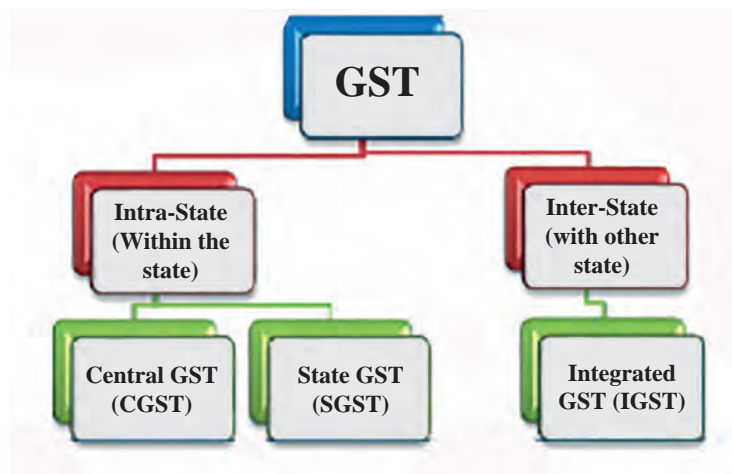 GST
Intra-State
(Within the
state)
Inter-State
(with other
state)
Central GST
(CGST)
State GST
(SGST)
Integrated
GST (IGST)